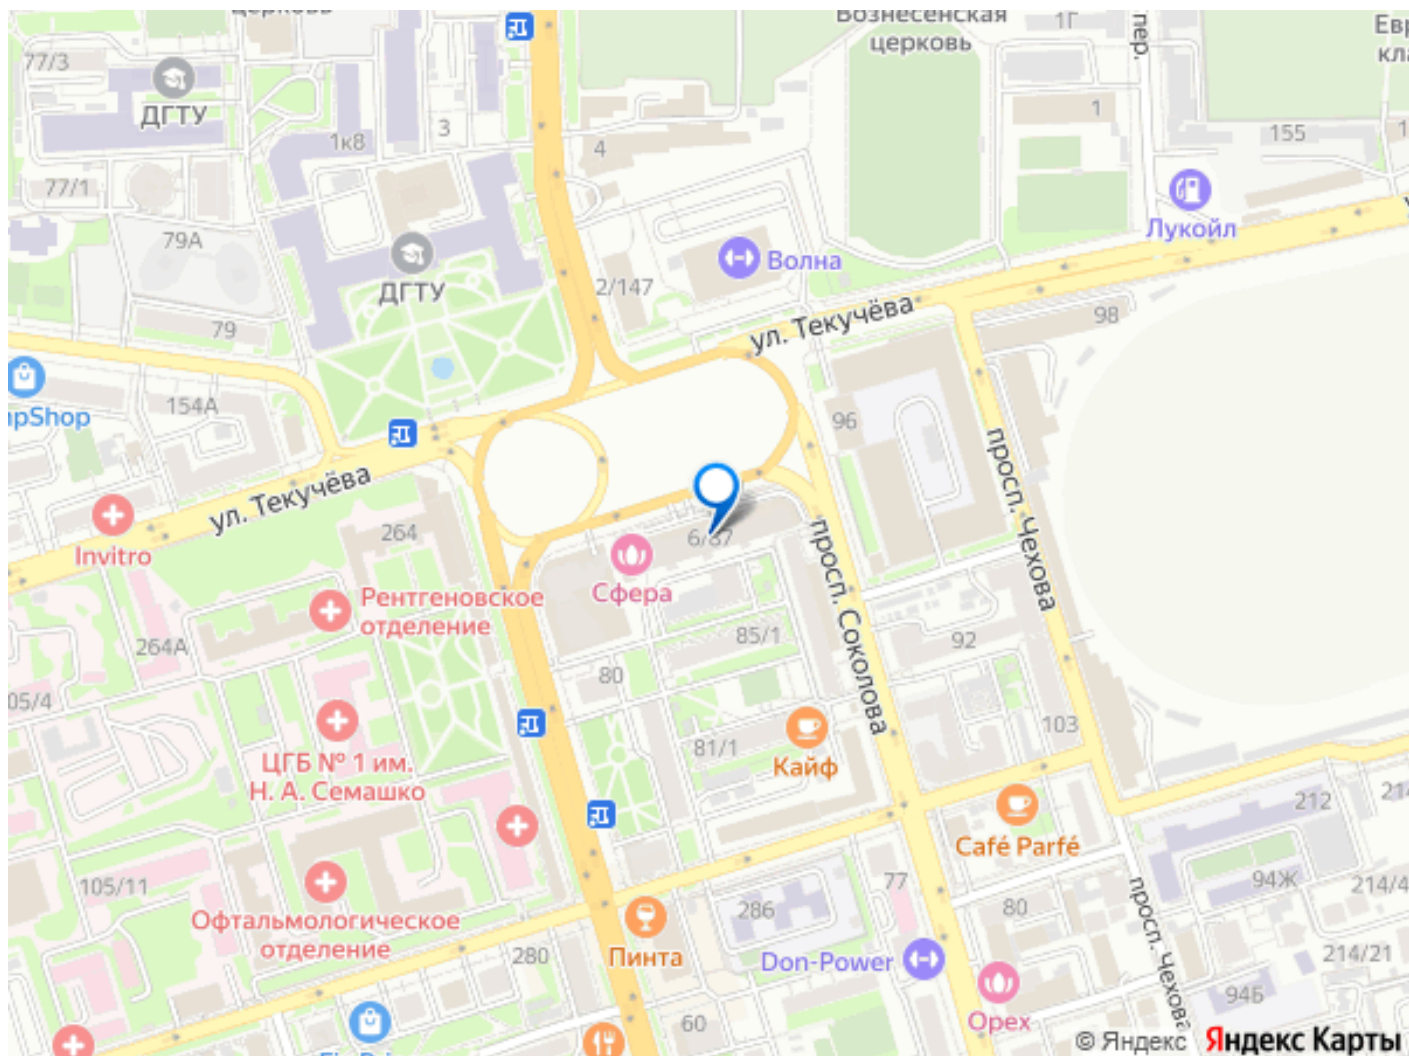 церковь
Вознесенская
церковь
1Г
пер.
77/3
ДГТУ
1к8
3
4
1
155
77/1
79А
ДГТУ
2/147
Волна
Лукойл
79
ул. Текучёва
98
154А
96
ул. Текучёва
264
Invitro
6/87
Сфера
просп. Соколова
просп. Чехова
Рентгеновское
отделение
264А
85/1
92
80
105/4
ЦГБ № 1 им.
Н. А. Семашко
81/1
Кайф
103
212
Café Parfé
105/11
Офтальмологическое
отделение
286
77
80
94Ж
214/4
просп. Чехова
Пинта
280
Don-Power
214/21
94Б
60
Орех
© Яндекс Яндекс Карты